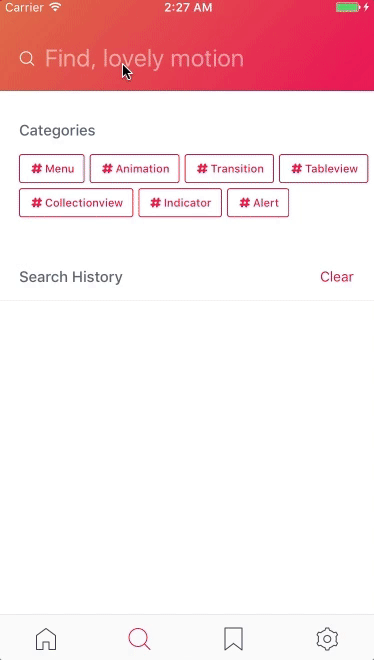 Carrier 2:27 AM
Find, lovely motion
Categories
# Menu # Animation # Transition # Tableview
# Collectionview # Indicator # Alert
Search History Clear